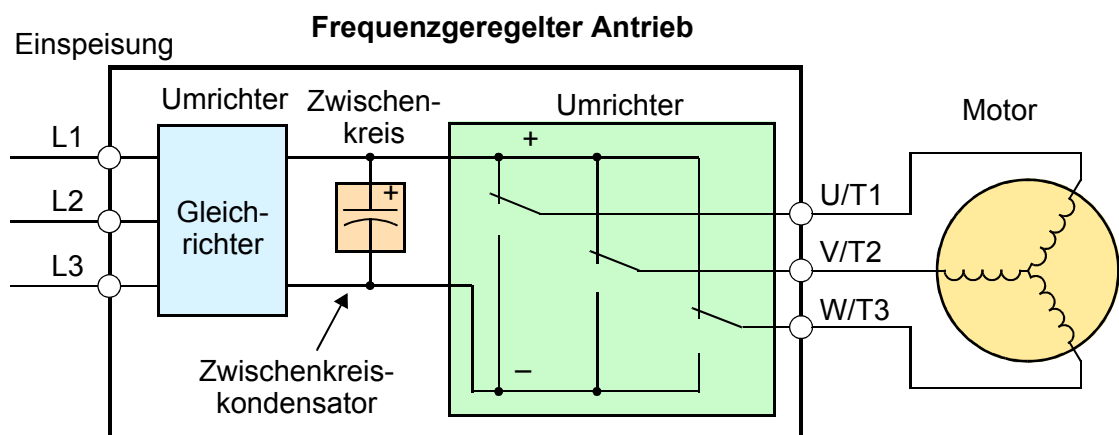 Frequenzgeregelter Antrieb
Einspeisung
Umrichter
Zwischen-
kreis
Umrichter
Motor
L1
L2
L3
Gleich-
richter
+
+
–
U/T1
V/T2
W/T3
Zwischenkreis-
kondensator